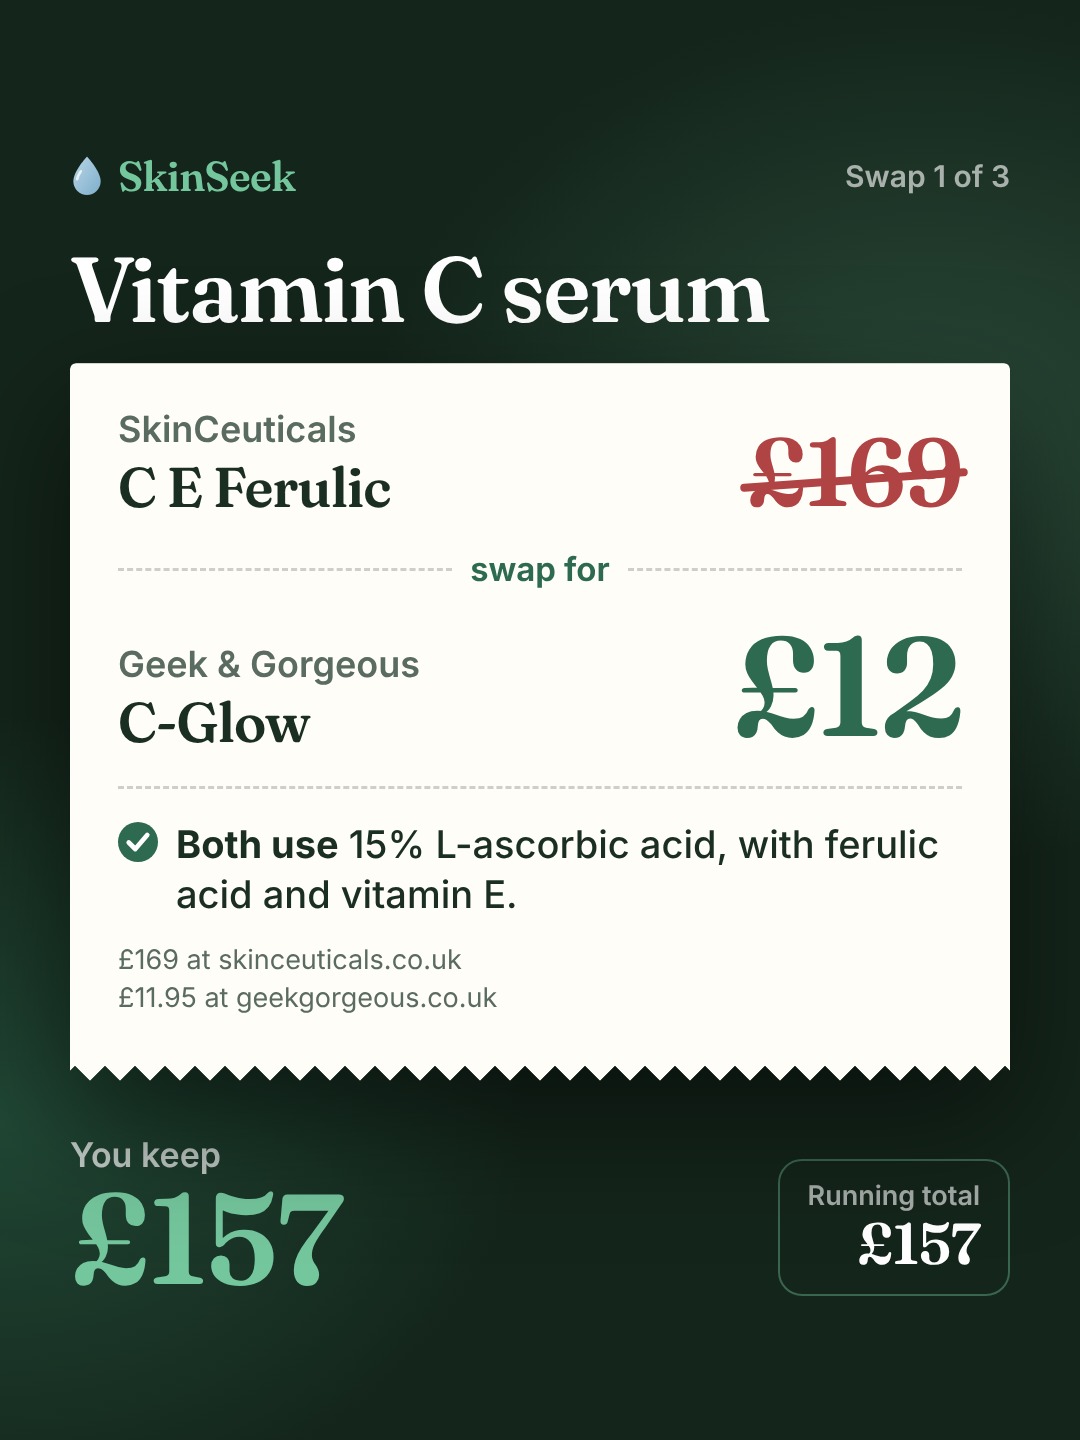 SkinSeek
Swap 1 of 3
Vitamin C serum
SkinCeuticals
C E Ferulic
£169
swap for
Geek & Gorgeous
C-Glow
£12
Both use 15% L-ascorbic acid, with ferulic
acid and vitamin E.
£169 at skinceuticals.co.uk
£11.95 at geekgorgeous.co.uk
You keep
£157
Running total
£157